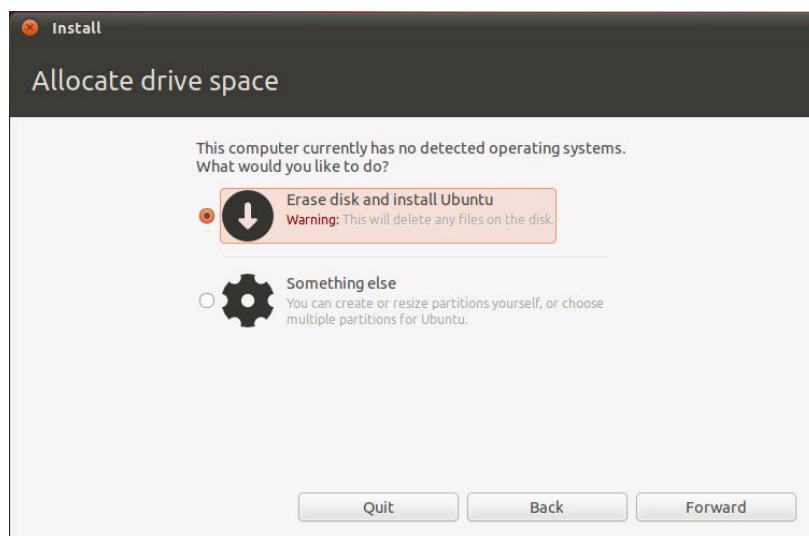 Install
Allocate drive space
This computer currently has no detected operating systems.
What would you like to do?
Erase disk and install Ubuntu
Warning: This will delete any files on the disk.
Something else
You can create or resize partitions yourself, or choose
multiple partitions for Ubuntu.
Quit
Back
Forward